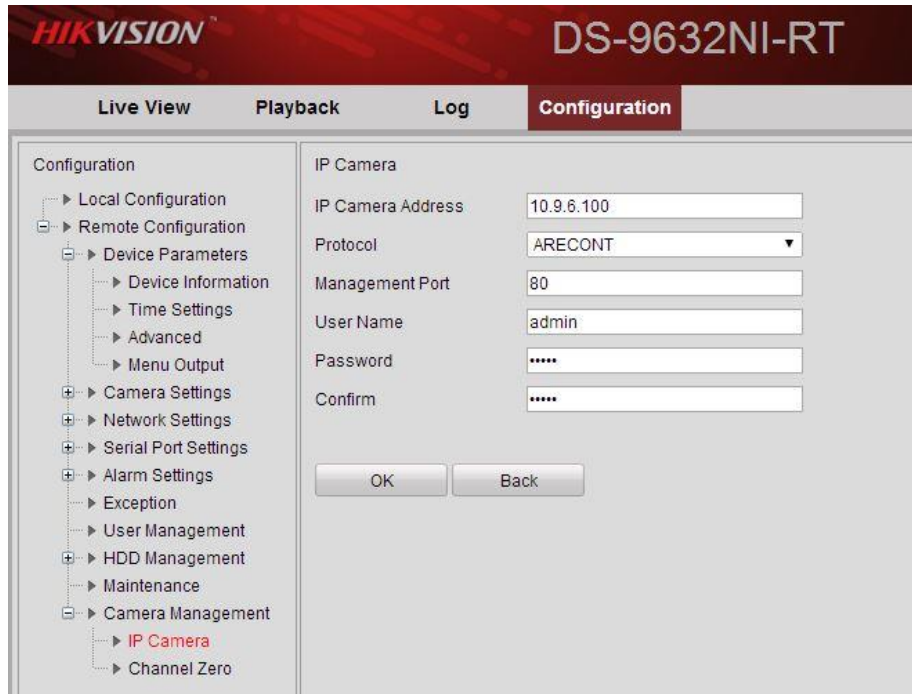 HIKVISION
DS-9632NI-RT
Live View Playback Log Configuration
Configuration
Local Configuration
Remote Configuration
Device Parameters
Device Information
Time Settings
Advanced
Menu Output
Camera Settings
Network Settings
Serial Port Settings
Alarm Settings
Exception
User Management
HDD Management
Maintenance
Camera Management
IP Camera
Channel Zero
IP Camera
IP Camera Address 10.9.6.100
Protocol ARECONT
Management Port 80
User Name admin
Password •••••
Confirm •••••
OK Back